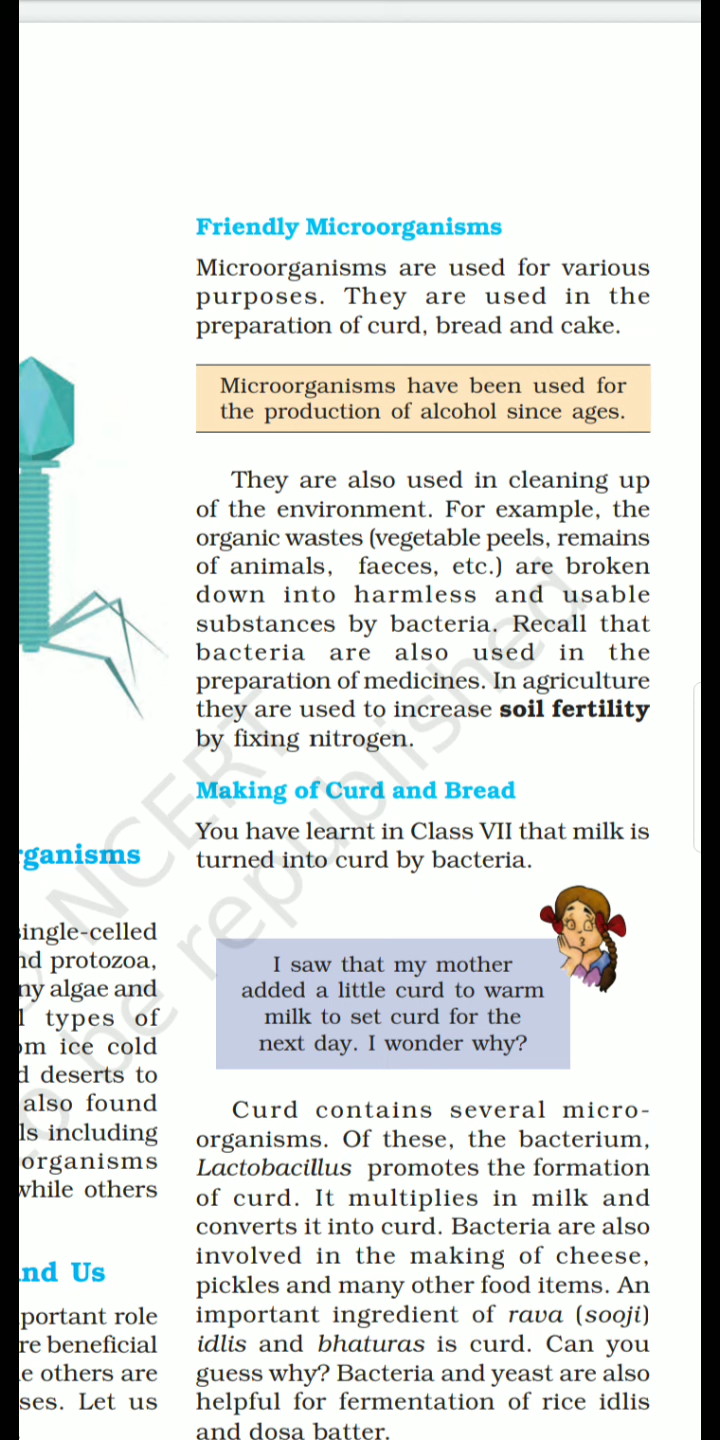 ganisms
ingle-celled
protozoa,
algae and
types of
ice cold
deserts to
also found
including
organisms
while others
nd Us
portant role
beneficial
others are
ses. Let us
Friendly Microorganisms
Microorganisms are used for various
purposes. They are used in the
preparation of curd, bread and cake.
Microorganisms have been used for
the production of alcohol since ages.
They are also used in cleaning up
of the environment. For example, the
organic wastes (vegetable peels, remains
of animals, faeces, etc.) are broken
down into harmless and usable
substances by bacteria. Recall that
bacteria are also used in the
preparation of medicines. In agriculture
they are used to increase soil fertility
by fixing nitrogen.
Making of Curd and Bread
You have learnt in Class VII that milk is
turned into curd by bacteria.
I saw that my mother
added a little curd to warm
milk to set curd for the
next day. I wonder why?
Curd contains several micro-
organisms. Of these, the bacterium,
Lactobacillus promotes the formation
of curd. It multiplies in milk and
converts it into curd. Bacteria are also
involved in the making of cheese,
pickles and many other food items. An
important ingredient of rava (sooji)
idlis and bhaturas is curd. Can you
guess why? Bacteria and yeast are also
helpful for fermentation of rice idlis
and dosa batter.
NCERT
be republished